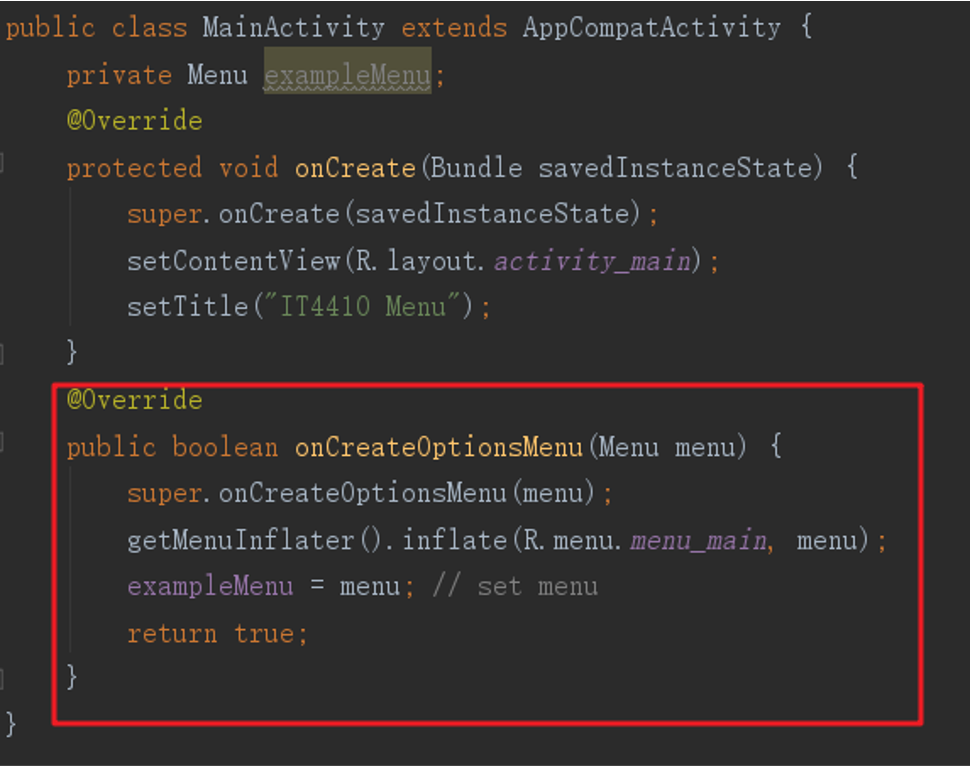 public class MainActivity extends AppCompatActivity {
    private Menu exampleMenu;
    @Override
    protected void onCreate(Bundle savedInstanceState) {
        super.onCreate(savedInstanceState);
        setContentView(R.layout.activity_main);
        setTitle("IT4410 Menu");
    }
    @Override
    public boolean onCreateOptionsMenu(Menu menu) {
        super.onCreateOptionsMenu(menu);
        getMenuInflater().inflate(R.menu.menu_main, menu);
        exampleMenu = menu; // set menu
        return true;
    }
}